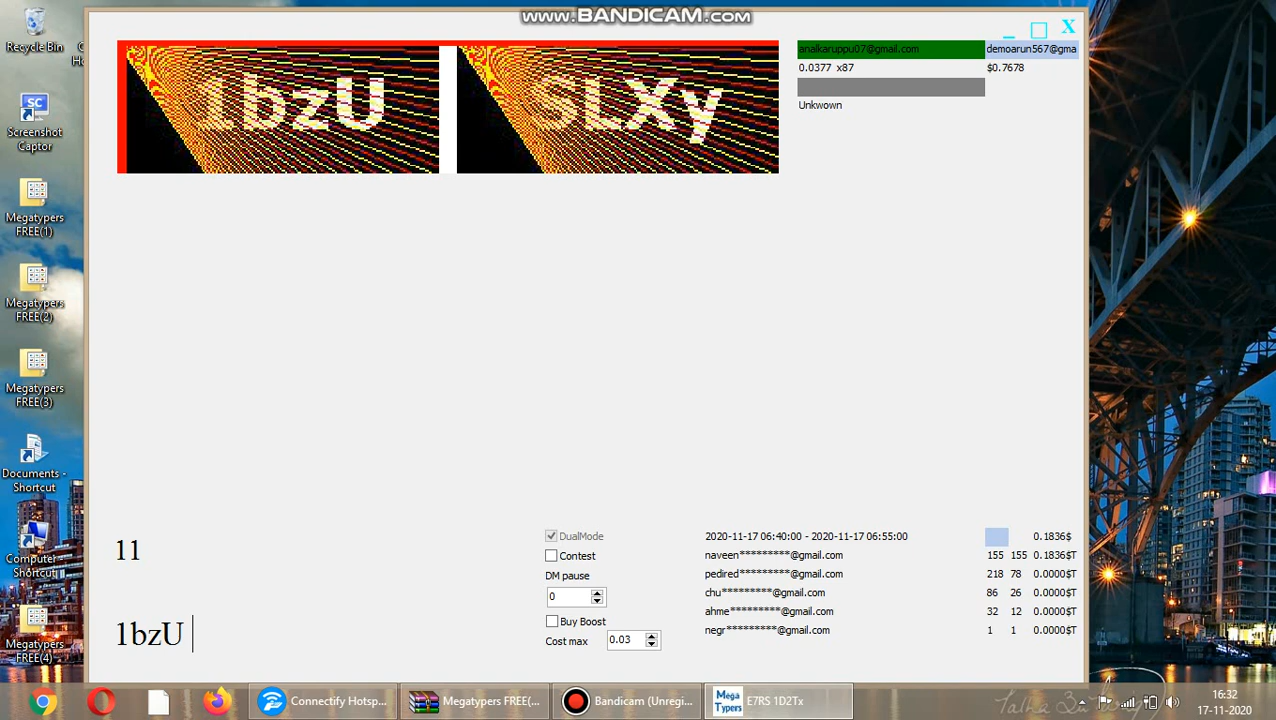 www.BANDICAM.com
Recycle Bin
Screenshot Captor
Megatypers FREE(1)
Megatypers FREE(2)
Megatypers FREE(3)
Documents - Shortcut
Computer - Shortcut
Megatypers FREE(4)
1bzU SLXy
analkaruppu07@gmail.com demoarun567@gma
0.0377 x87 $0.7678
Unkwown
11
1bzU
DualMode
Contest
DM pause
0
Buy Boost
Cost max 0.03
2020-11-17 06:40:00 - 2020-11-17 06:55:00 0.1836$
naveen*********@gmail.com 155 155 0.1836$T
pedired*********@gmail.com 218 78 0.0000$T
chu*********@gmail.com 86 26 0.0000$T
ahme*********@gmail.com 32 12 0.0000$T
negr*********@gmail.com 1 1 0.0000$T
Connectify Hotsp...
Megatypers FREE(...
Bandicam (Unregi...
Mega Typers E7RS 1D2Tx
16:32
17-11-2020